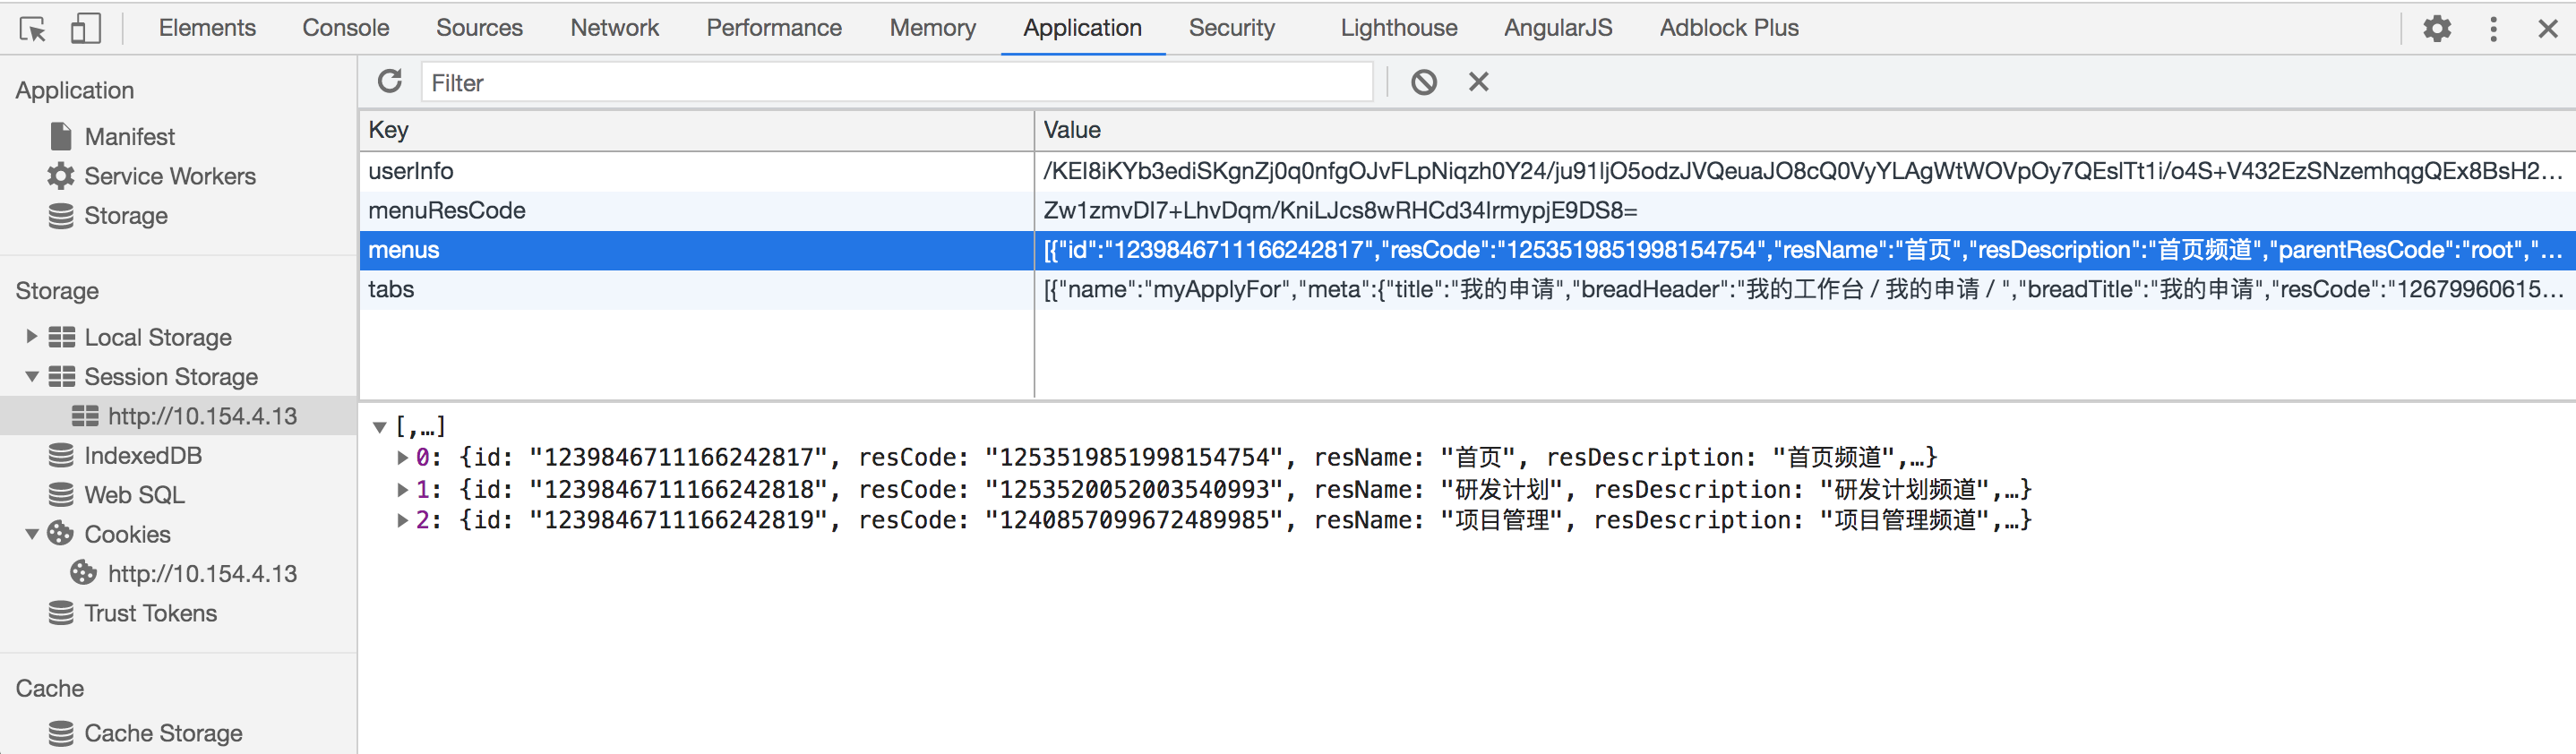 Elements Console Sources Network Performance Memory Application Security Lighthouse AngularJS Adblock Plus
Application
Manifest
Service Workers
Storage
Storage
Local Storage
Session Storage
http://10.154.4.13
IndexedDB
Web SQL
Cookies
http://10.154.4.13
Trust Tokens
Cache
Cache Storage
Filter
Key Value
userInfo /KEI8iKYb3ediSKgnZj0q0nfgOJvFLpNiqzh0Y24/ju91ljO5odzJVQeuaJO8cQ0VyYLAgWtWOVpOy7QEslTt1i/o4S+V432EzSNzemhqgQEx8BsH2...
menuResCode Zw1zmvDI7+LhvDqm/KniLJcs8wRHCd34lrmypjE9DS8=
menus [{"id":"1239846711166242817","resCode":"1253519851998154754","resName":"首页","resDescription":"首页频道","parentResCode":"root","...
tabs [{"name":"myApplyFor","meta":{"title":"我的申请","breadHeader":"我的工作台 / 我的申请 / ","breadTitle":"我的申请","resCode":"12679960615...
[,…]
0: {id: "1239846711166242817", resCode: "1253519851998154754", resName: "首页", resDescription: "首页频道",…}
1: {id: "1239846711166242818", resCode: "1253520052003540993", resName: "研发计划", resDescription: "研发计划频道",…}
2: {id: "1239846711166242819", resCode: "1240857099672489985", resName: "项目管理", resDescription: "项目管理频道",…}